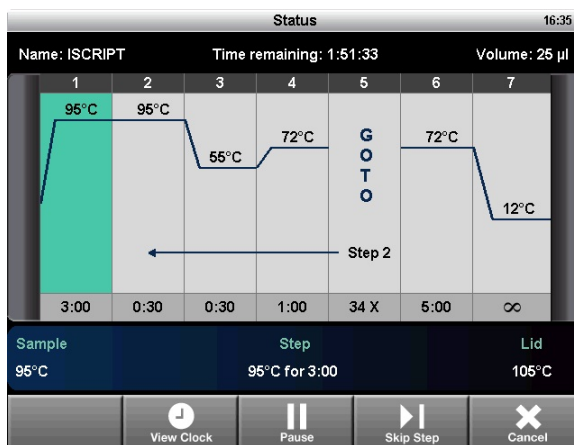 Status 16:35
Name: ISCRIPT Time remaining: 1:51:33 Volume: 25 µl
1 2 3 4 5 6 7
95°C 95°C 55°C 72°C GOTO 72°C 12°C
Step 2
3:00 0:30 0:30 1:00 34 X 5:00 ∞
Sample Step Lid
95°C 95°C for 3:00 105°C
View Clock Pause Skip Step Cancel